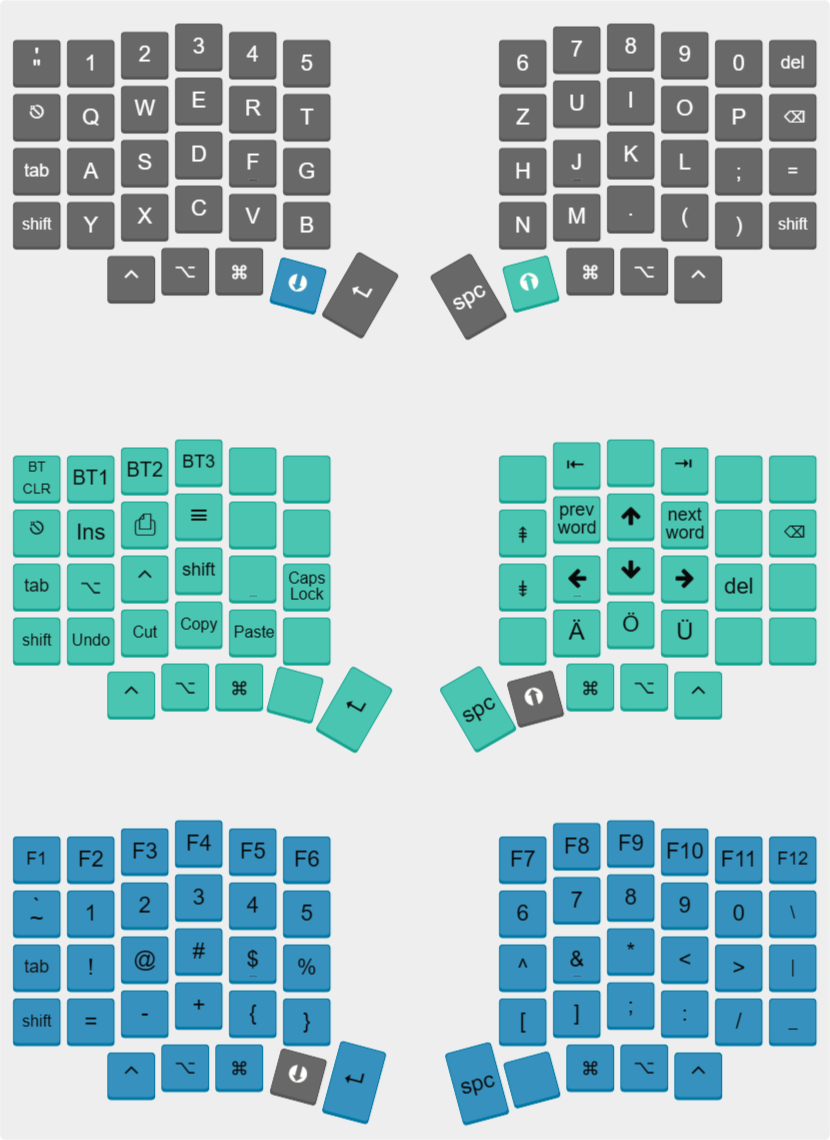 ' 1 2 3 4 5 6 7 8 9 0 del
" 
⎋ Q W E R T Z U I O P ⌫
tab A S D F G H J K L ; =
_ _
shift Y X C V B N M . ( ) shift
^ ⌥ ⌘ ⬇ ↵ spc ⬆ ⌘ ⌥ ^
BT BT1 BT2 BT3 ⇤ ⇥
CLR
⎋ Ins ⎙ ≡ ⇞ prev ↑ next ⌫
word word
tab ⌥ ^ shift _ Caps ⇟ ← ↓ → del
Lock _
shift Undo Cut Copy Paste Ä Ö Ü
^ ⌥ ⌘ ↵ spc ⬆ ⌘ ⌥ ^
F1 F2 F3 F4 F5 F6 F7 F8 F9 F10 F11 F12
` 1 2 3 4 5 6 7 8 9 0 \
~
tab ! @ # $ % ^ & * < > |
_ _
shift = - + { } [ ] ; : / _
^ ⌥ ⌘ ⬇ ↵ spc ⌘ ⌥ ^